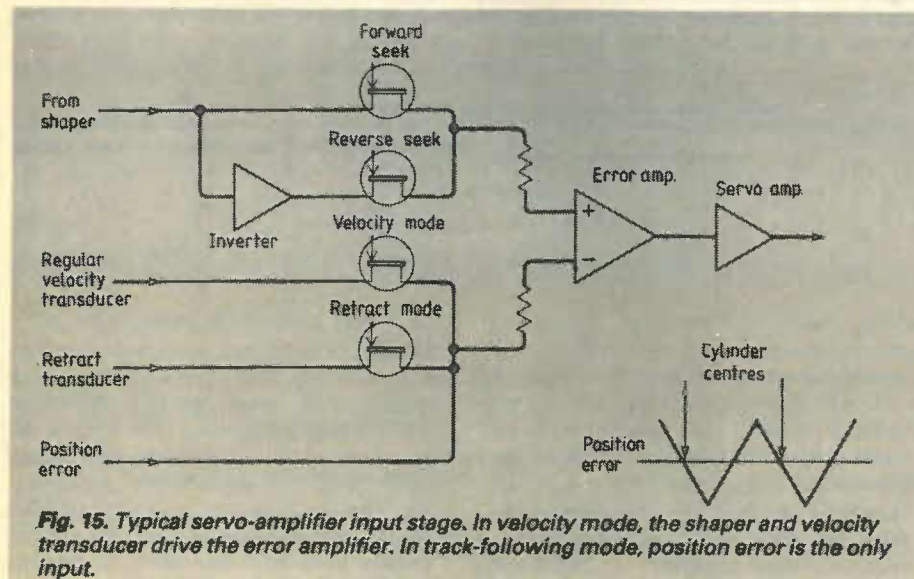 Forward
seek
From
shaper
Reverse seek
Error amp.
Servo amp.
Inverter
Velocity mode
Regular
velocity
transducer
Retract mode
Retract
transducer
Cylinder
centres
Position
error
Position
error
+
−
Fig. 15. Typical servo-amplifier input stage. In velocity mode, the shaper and velocity
transducer drive the error amplifier. In track-following mode, position error is the only
input.